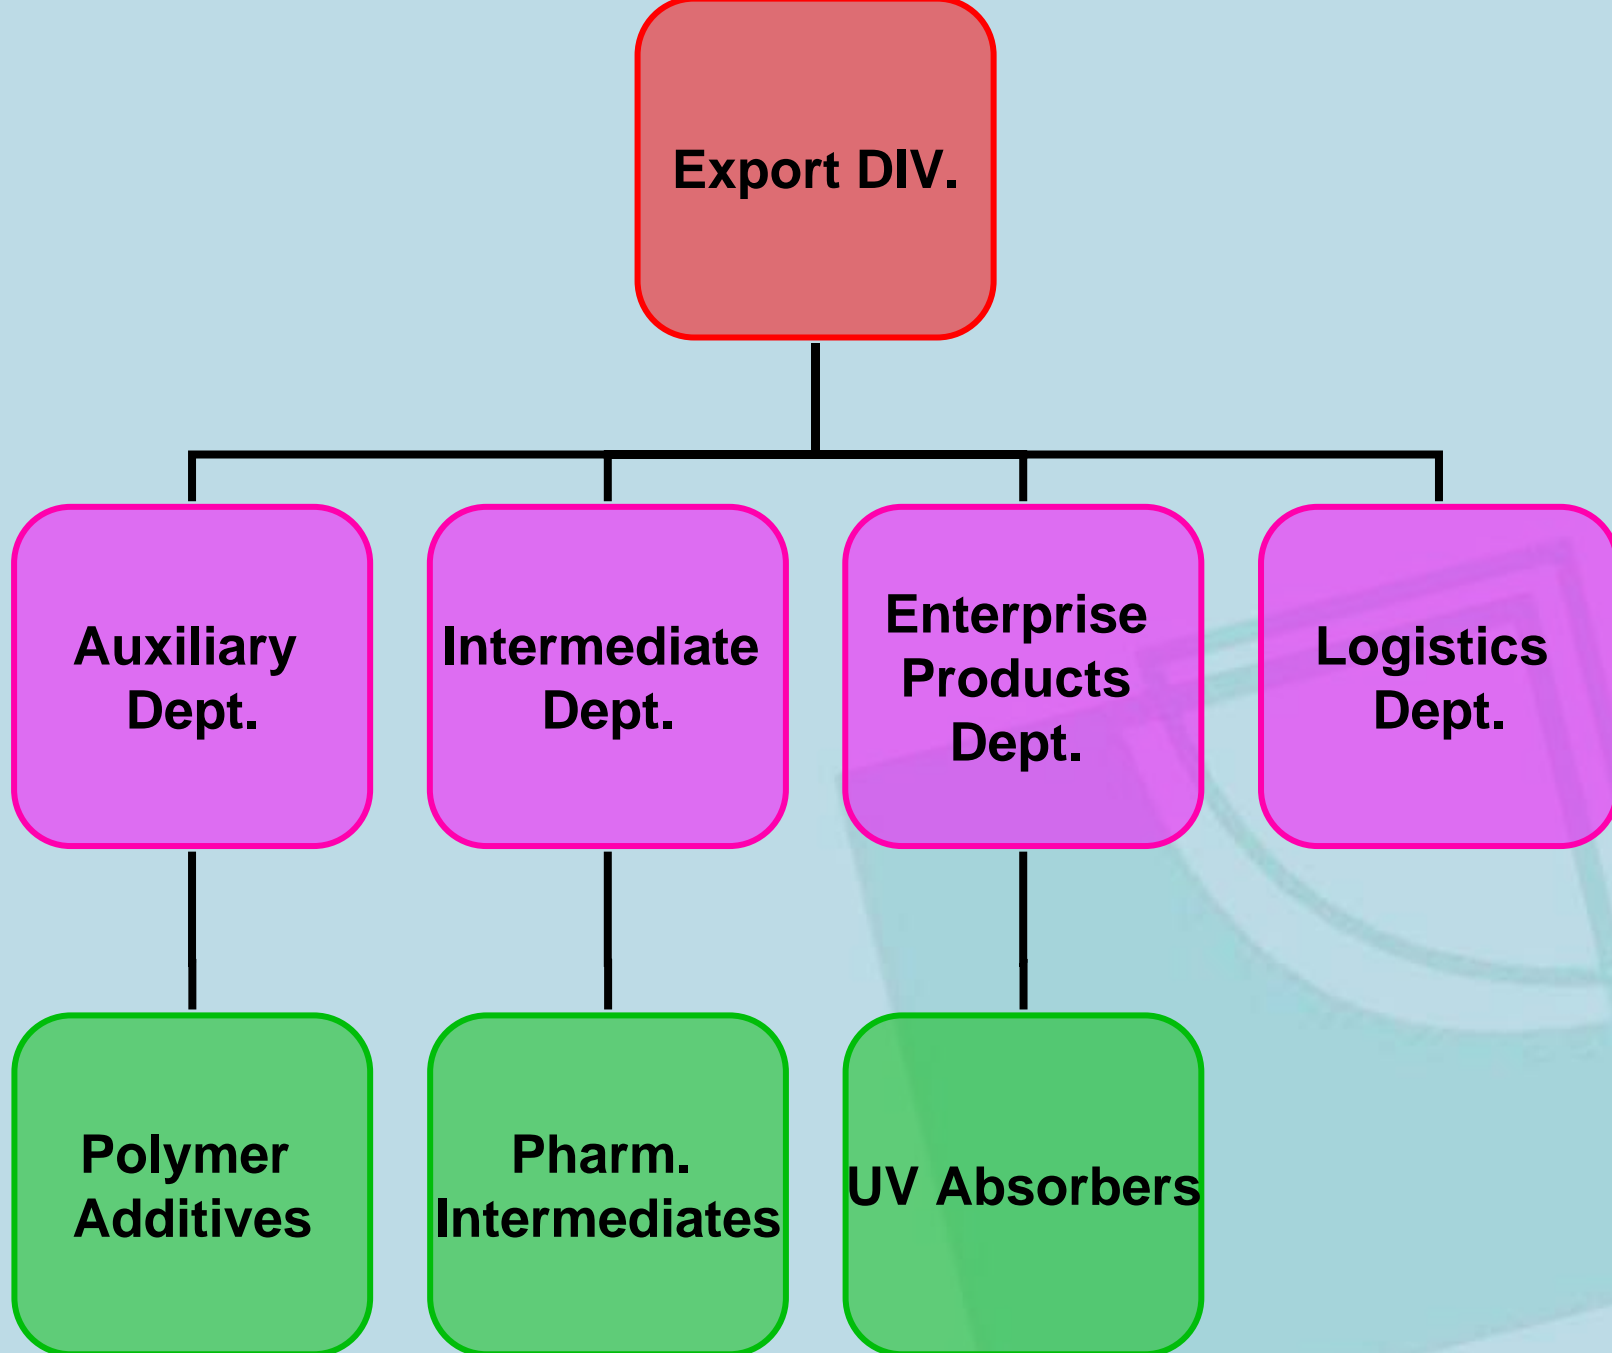 Export DIV.
Auxiliary
Dept.
Intermediate
Dept.
Enterprise
Products
Dept.
Logistics
Dept.
Polymer
Additives
Pharm.
Intermediates
UV Absorbers